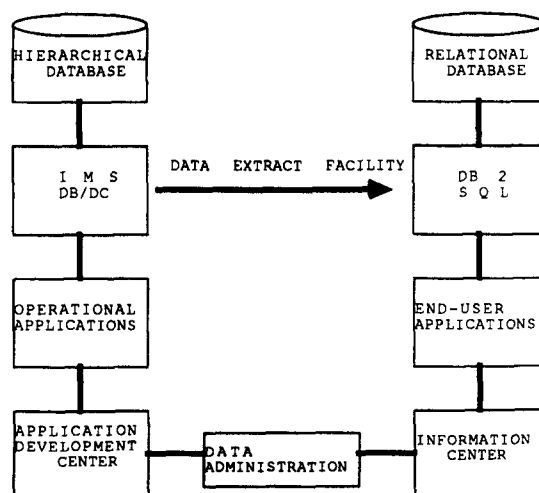 HIERARCHICAL
DATABASE
RELATIONAL
DATABASE
I M S
DB/DC
DATA EXTRACT FACILITY
DB 2
S Q L
OPERATIONAL
APPLICATIONS
END-USER
APPLICATIONS
APPLICATION
DEVELOPMENT
CENTER
DATA
ADMINISTRATION
INFORMATION
CENTER